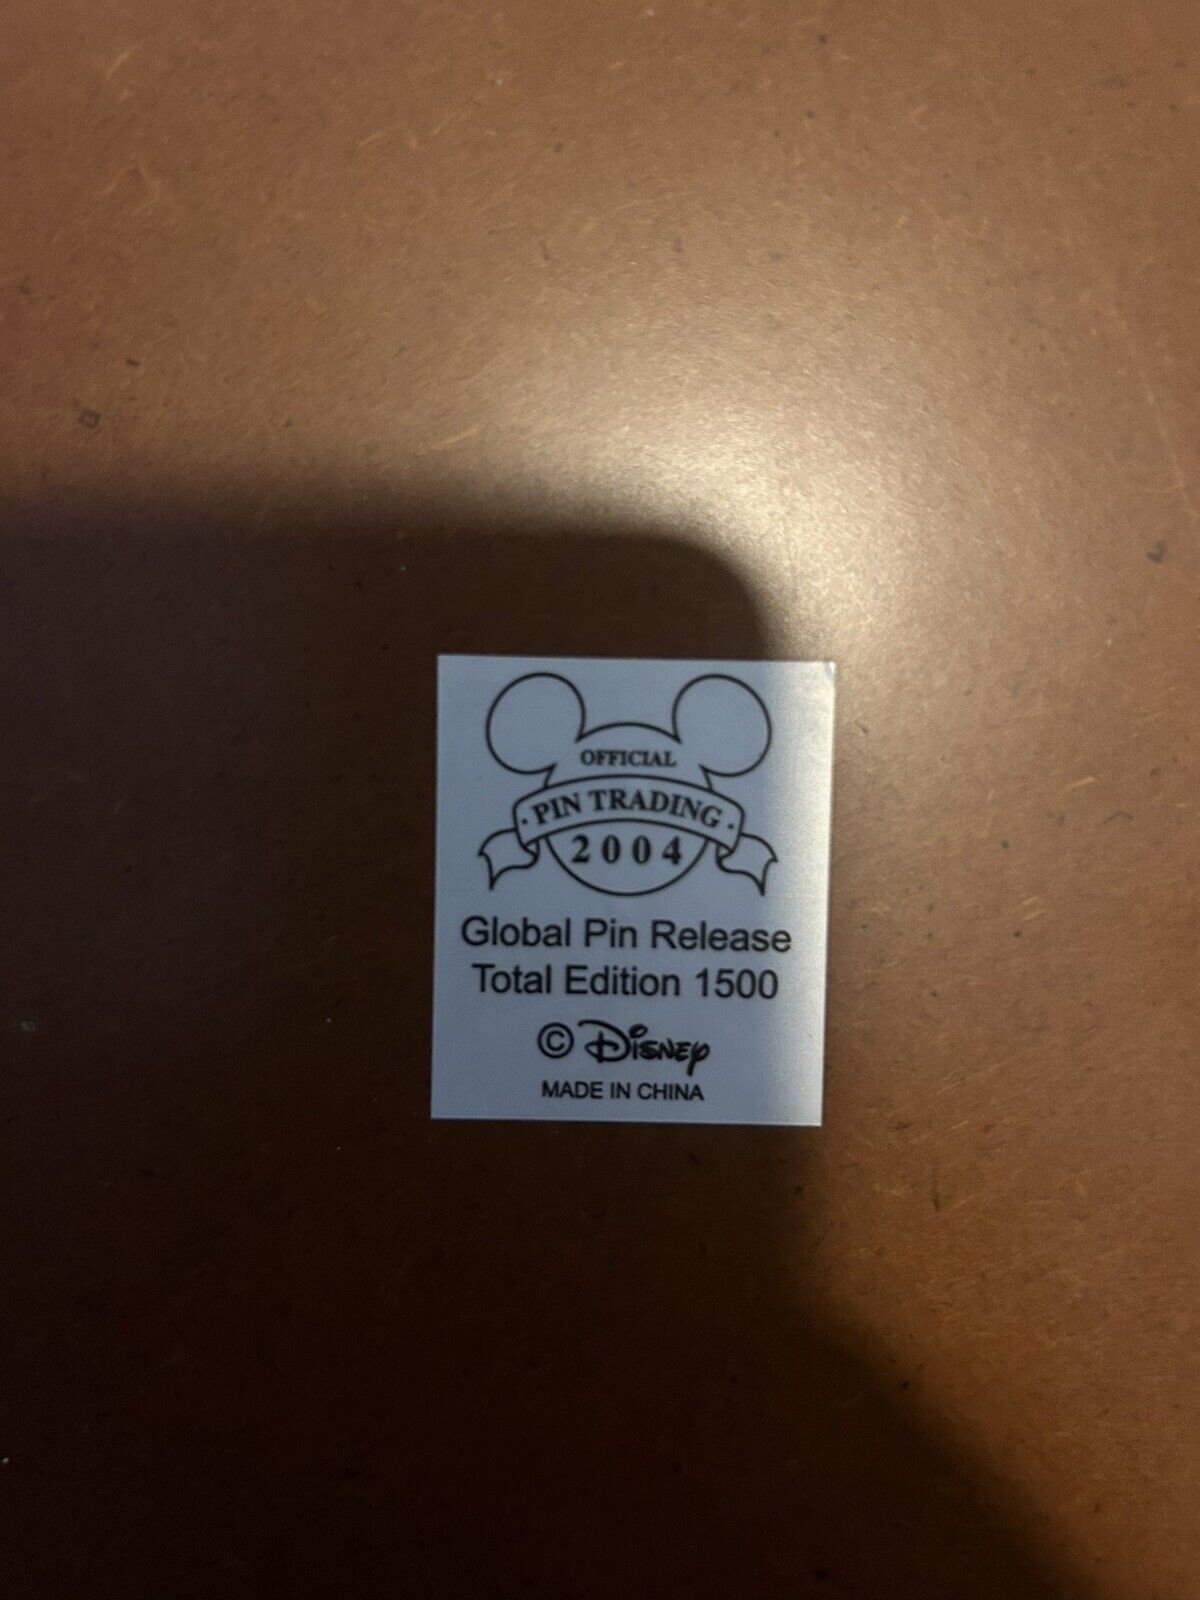 OFFICIAL
· PIN TRADING ·
2004
Global Pin Release
Total Edition 1500
© Disney
MADE IN CHINA